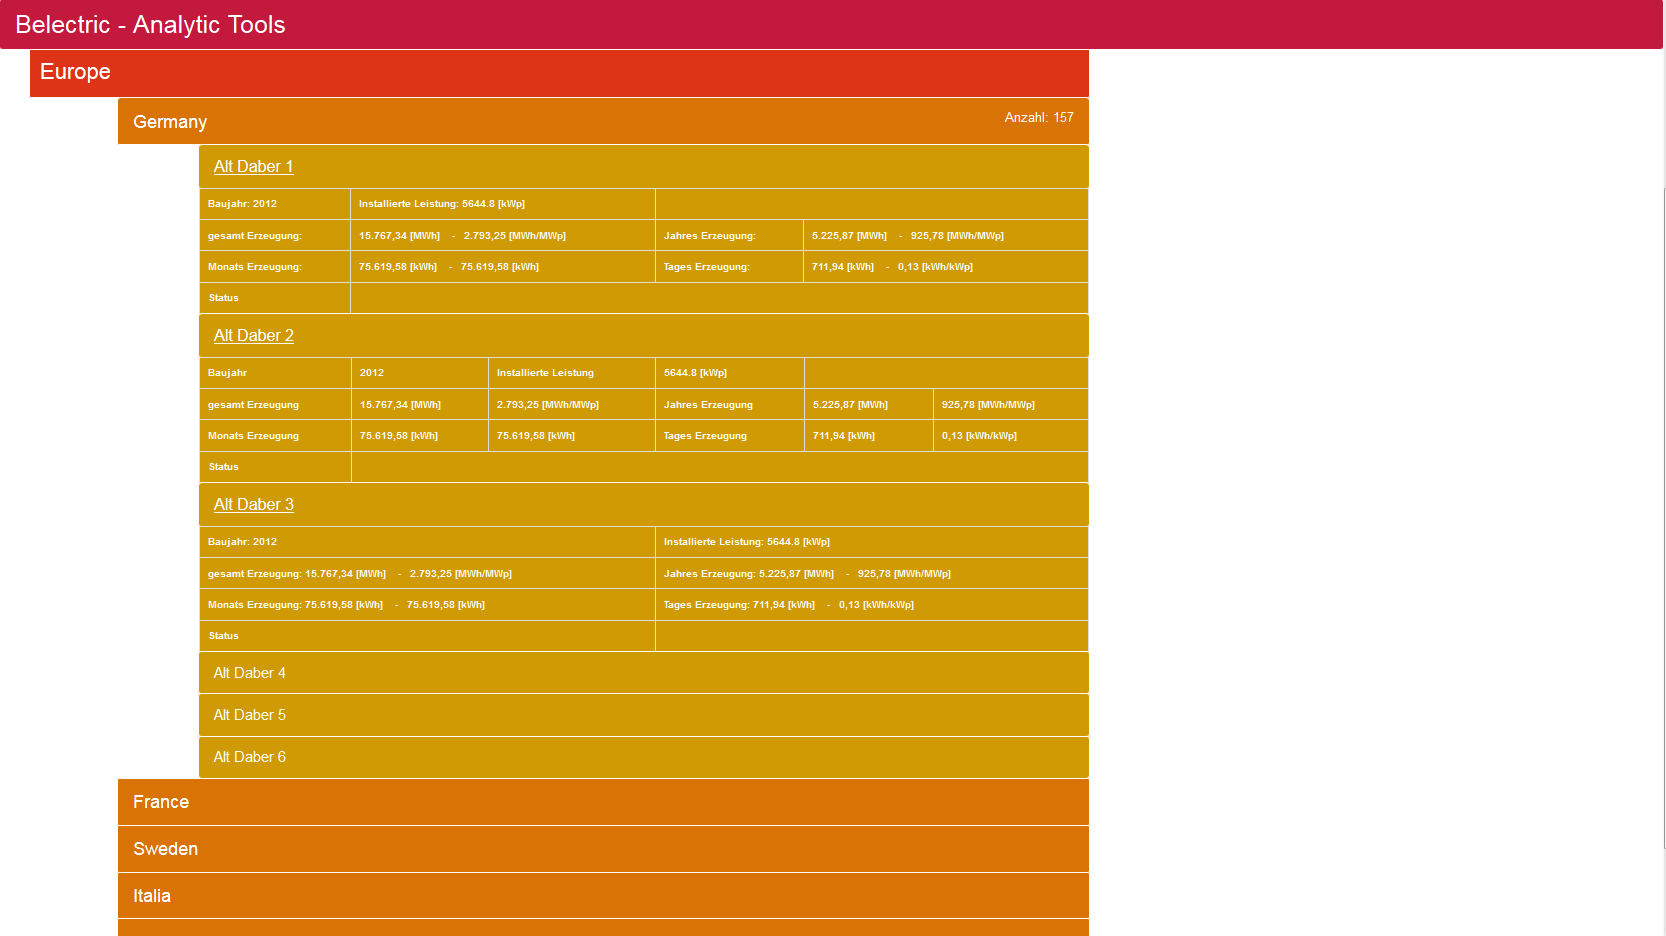 Belectric - Analytic Tools
Europe
Germany Anzahl: 157
Alt Daber 1
Baujahr: 2012 Installierte Leistung: 5644.8 [kWp]
gesamt Erzeugung: 15.767,34 [MWh] - 2.793,25 [MWh/MWp] Jahres Erzeugung: 5.225,87 [MWh] - 925,78 [MWh/MWp]
Monats Erzeugung: 75.619,58 [kWh] - 75.619,58 [kWh] Tages Erzeugung: 711,94 [kWh] - 0,13 [kWh/kWp]
Status
Alt Daber 2
Baujahr 2012 Installierte Leistung 5644.8 [kWp]
gesamt Erzeugung 15.767,34 [MWh] 2.793,25 [MWh/MWp] Jahres Erzeugung 5.225,87 [MWh] 925,78 [MWh/MWp]
Monats Erzeugung 75.619,58 [kWh] 75.619,58 [kWh] Tages Erzeugung 711,94 [kWh] 0,13 [kWh/kWp]
Status
Alt Daber 3
Baujahr: 2012 Installierte Leistung: 5644.8 [kWp]
gesamt Erzeugung: 15.767,34 [MWh] - 2.793,25 [MWh/MWp] Jahres Erzeugung: 5.225,87 [MWh] - 925,78 [MWh/MWp]
Monats Erzeugung: 75.619,58 [kWh] - 75.619,58 [kWh] Tages Erzeugung: 711,94 [kWh] - 0,13 [kWh/kWp]
Status
Alt Daber 4
Alt Daber 5
Alt Daber 6
France
Sweden
Italia